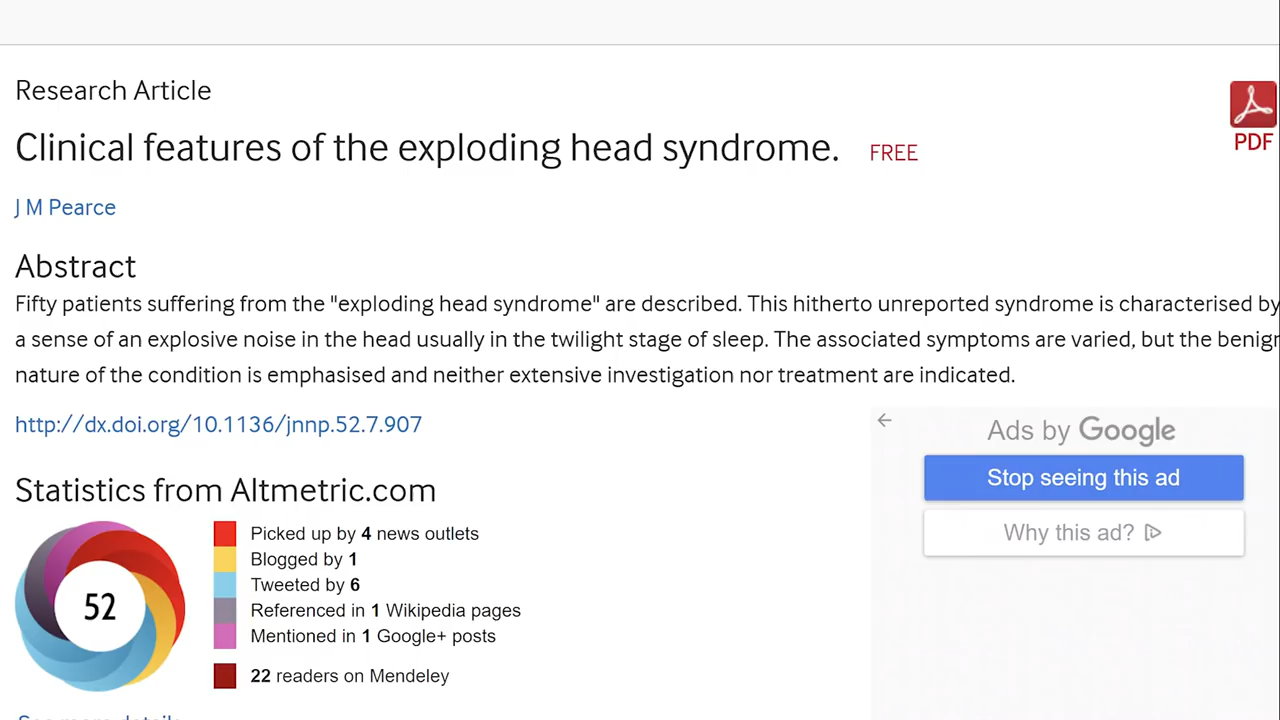 Research Article
PDF
Clinical features of the exploding head syndrome. FREE
J M Pearce
Abstract
Fifty patients suffering from the "exploding head syndrome" are described. This hitherto unreported syndrome is characterised by
a sense of an explosive noise in the head usually in the twilight stage of sleep. The associated symptoms are varied, but the benign
nature of the condition is emphasised and neither extensive investigation nor treatment are indicated.
http://dx.doi.org/10.1136/jnnp.52.7.907
Ads by Google
Stop seeing this ad
Why this ad?
Statistics from Altmetric.com
52
Picked up by 4 news outlets
Blogged by 1
Tweeted by 6
Referenced in 1 Wikipedia pages
Mentioned in 1 Google+ posts
22 readers on Mendeley
See more details